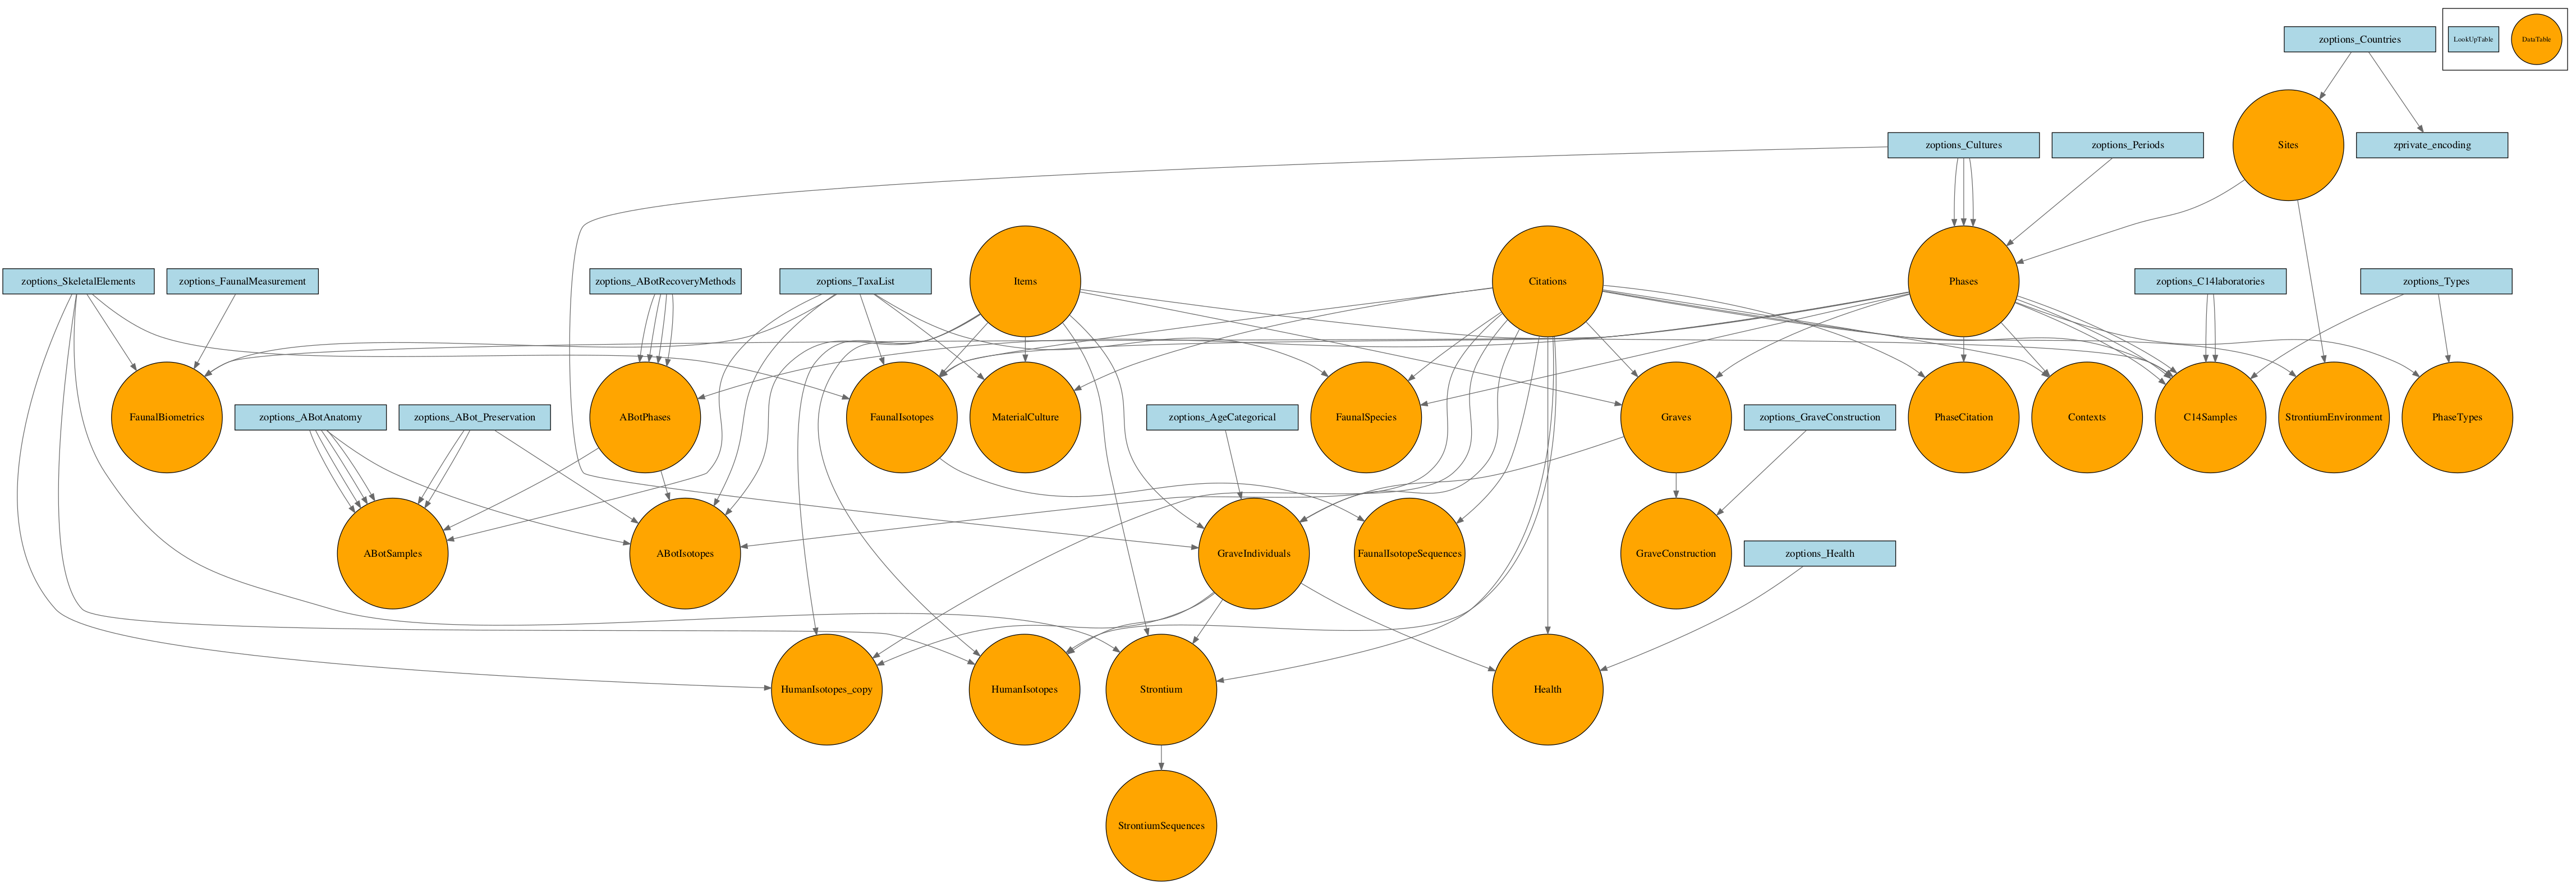 zoptions_Countries
LookUpTable
DataTable
zoptions_Cultures
zoptions_Periods
Sites
zprivate_encoding
zoptions_SkeletalElements
zoptions_FaunalMeasurement
zoptions_ABotRecoveryMethods
zoptions_TaxaList
Items
Citations
Phases
zoptions_C14laboratories
zoptions_Types
FaunalBiometrics
zoptions_ABotAnatomy
zoptions_ABot_Preservation
ABotPhases
FaunalIsotopes
MaterialCulture
zoptions_AgeCategorical
FaunalSpecies
Graves
zoptions_GraveConstruction
PhaseCitation
Contexts
C14Samples
StrontiumEnvironment
PhaseTypes
ABotSamples
ABotIsotopes
GraveIndividuals
FaunalIsotopeSequences
GraveConstruction
zoptions_Health
HumanIsotopes_copy
HumanIsotopes
Strontium
Health
StrontiumSequences